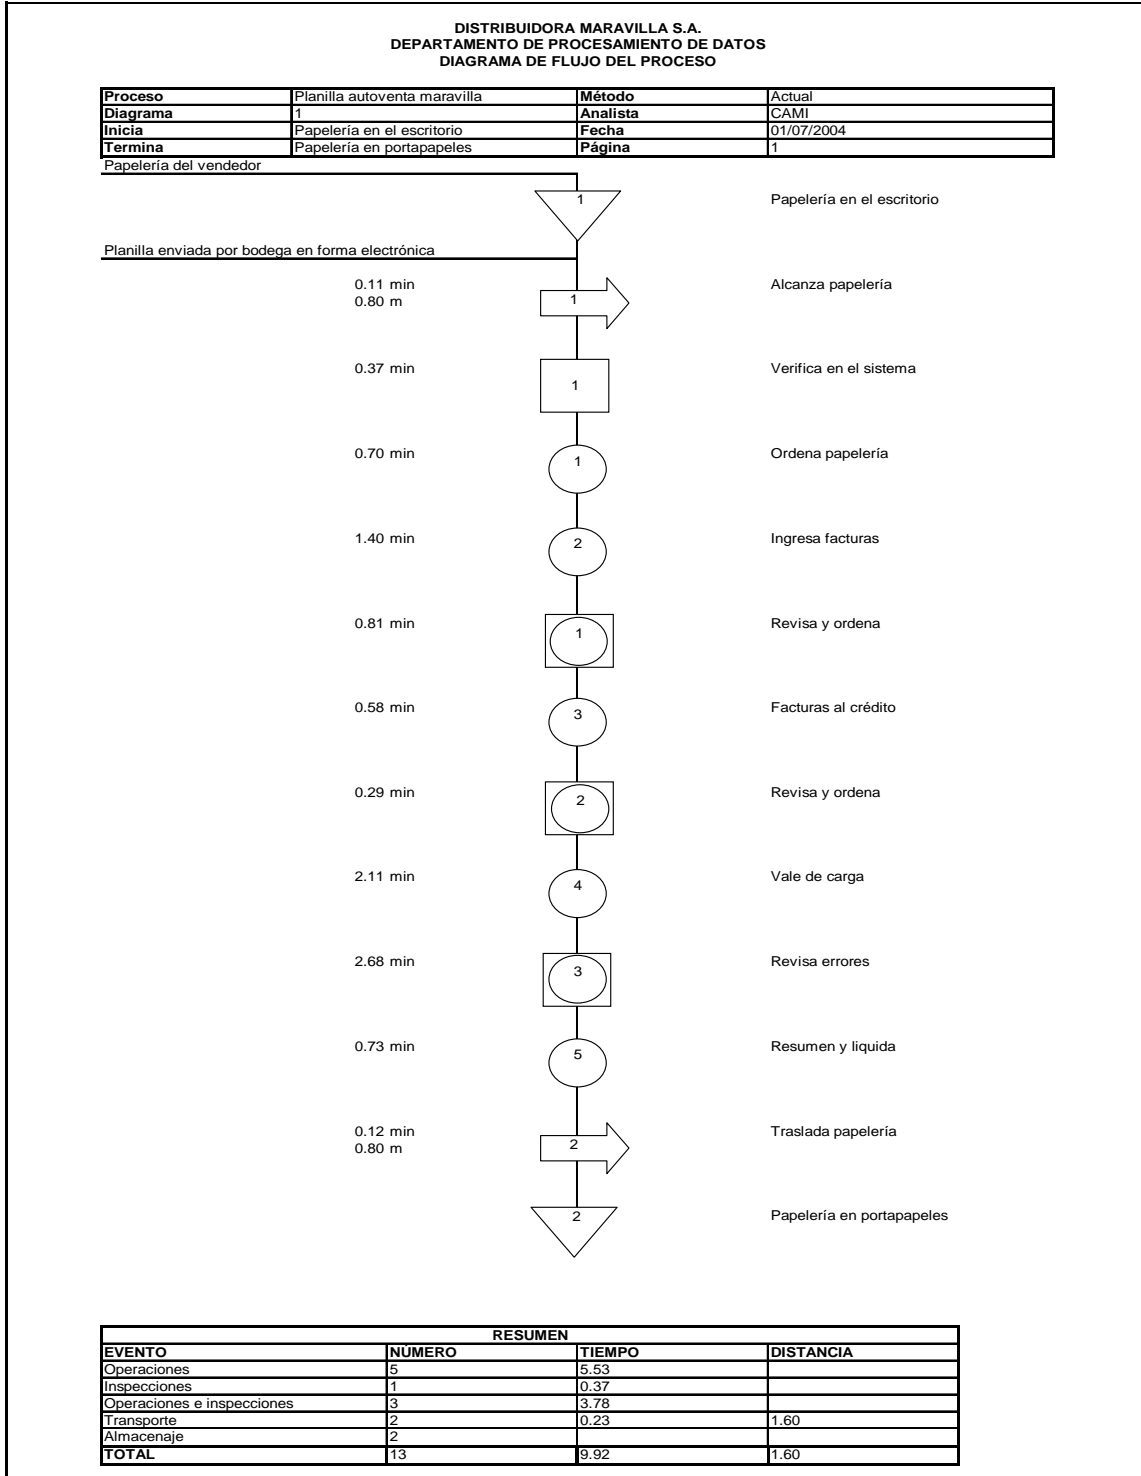 DISTRIBUIDORA MARAVILLA S.A.
DEPARTAMENTO DE PROCESAMIENTO DE DATOS
DIAGRAMA DE FLUJO DEL PROCESO
Proceso Planilla autoventa maravilla Método Actual
Diagrama 1 Analista CAMI
Inicia Papelería en el escritorio Fecha 01/07/2004
Termina Papelería en portapapeles Página 1
Papelería del vendedor
1 Papelería en el escritorio
Planilla enviada por bodega en forma electrónica
0.11 min 1 Alcanza papelería
0.80 m
0.37 min 1 Verifica en el sistema
0.70 min 1 Ordena papelería
1.40 min 2 Ingresa facturas
0.81 min 1 Revisa y ordena
0.58 min 3 Facturas al crédito
0.29 min 2 Revisa y ordena
2.11 min 4 Vale de carga
2.68 min 3 Revisa errores
0.73 min 5 Resumen y liquida
0.12 min 2 Traslada papelería
0.80 m
2 Papelería en portapapeles
RESUMEN
EVENTO NÚMERO TIEMPO DISTANCIA
Operaciones 5 5.53
Inspecciones 1 0.37
Operaciones e inspecciones 3 3.78
Transporte 2 0.23 1.60
Almacenaje 2
TOTAL 13 9.92 1.60